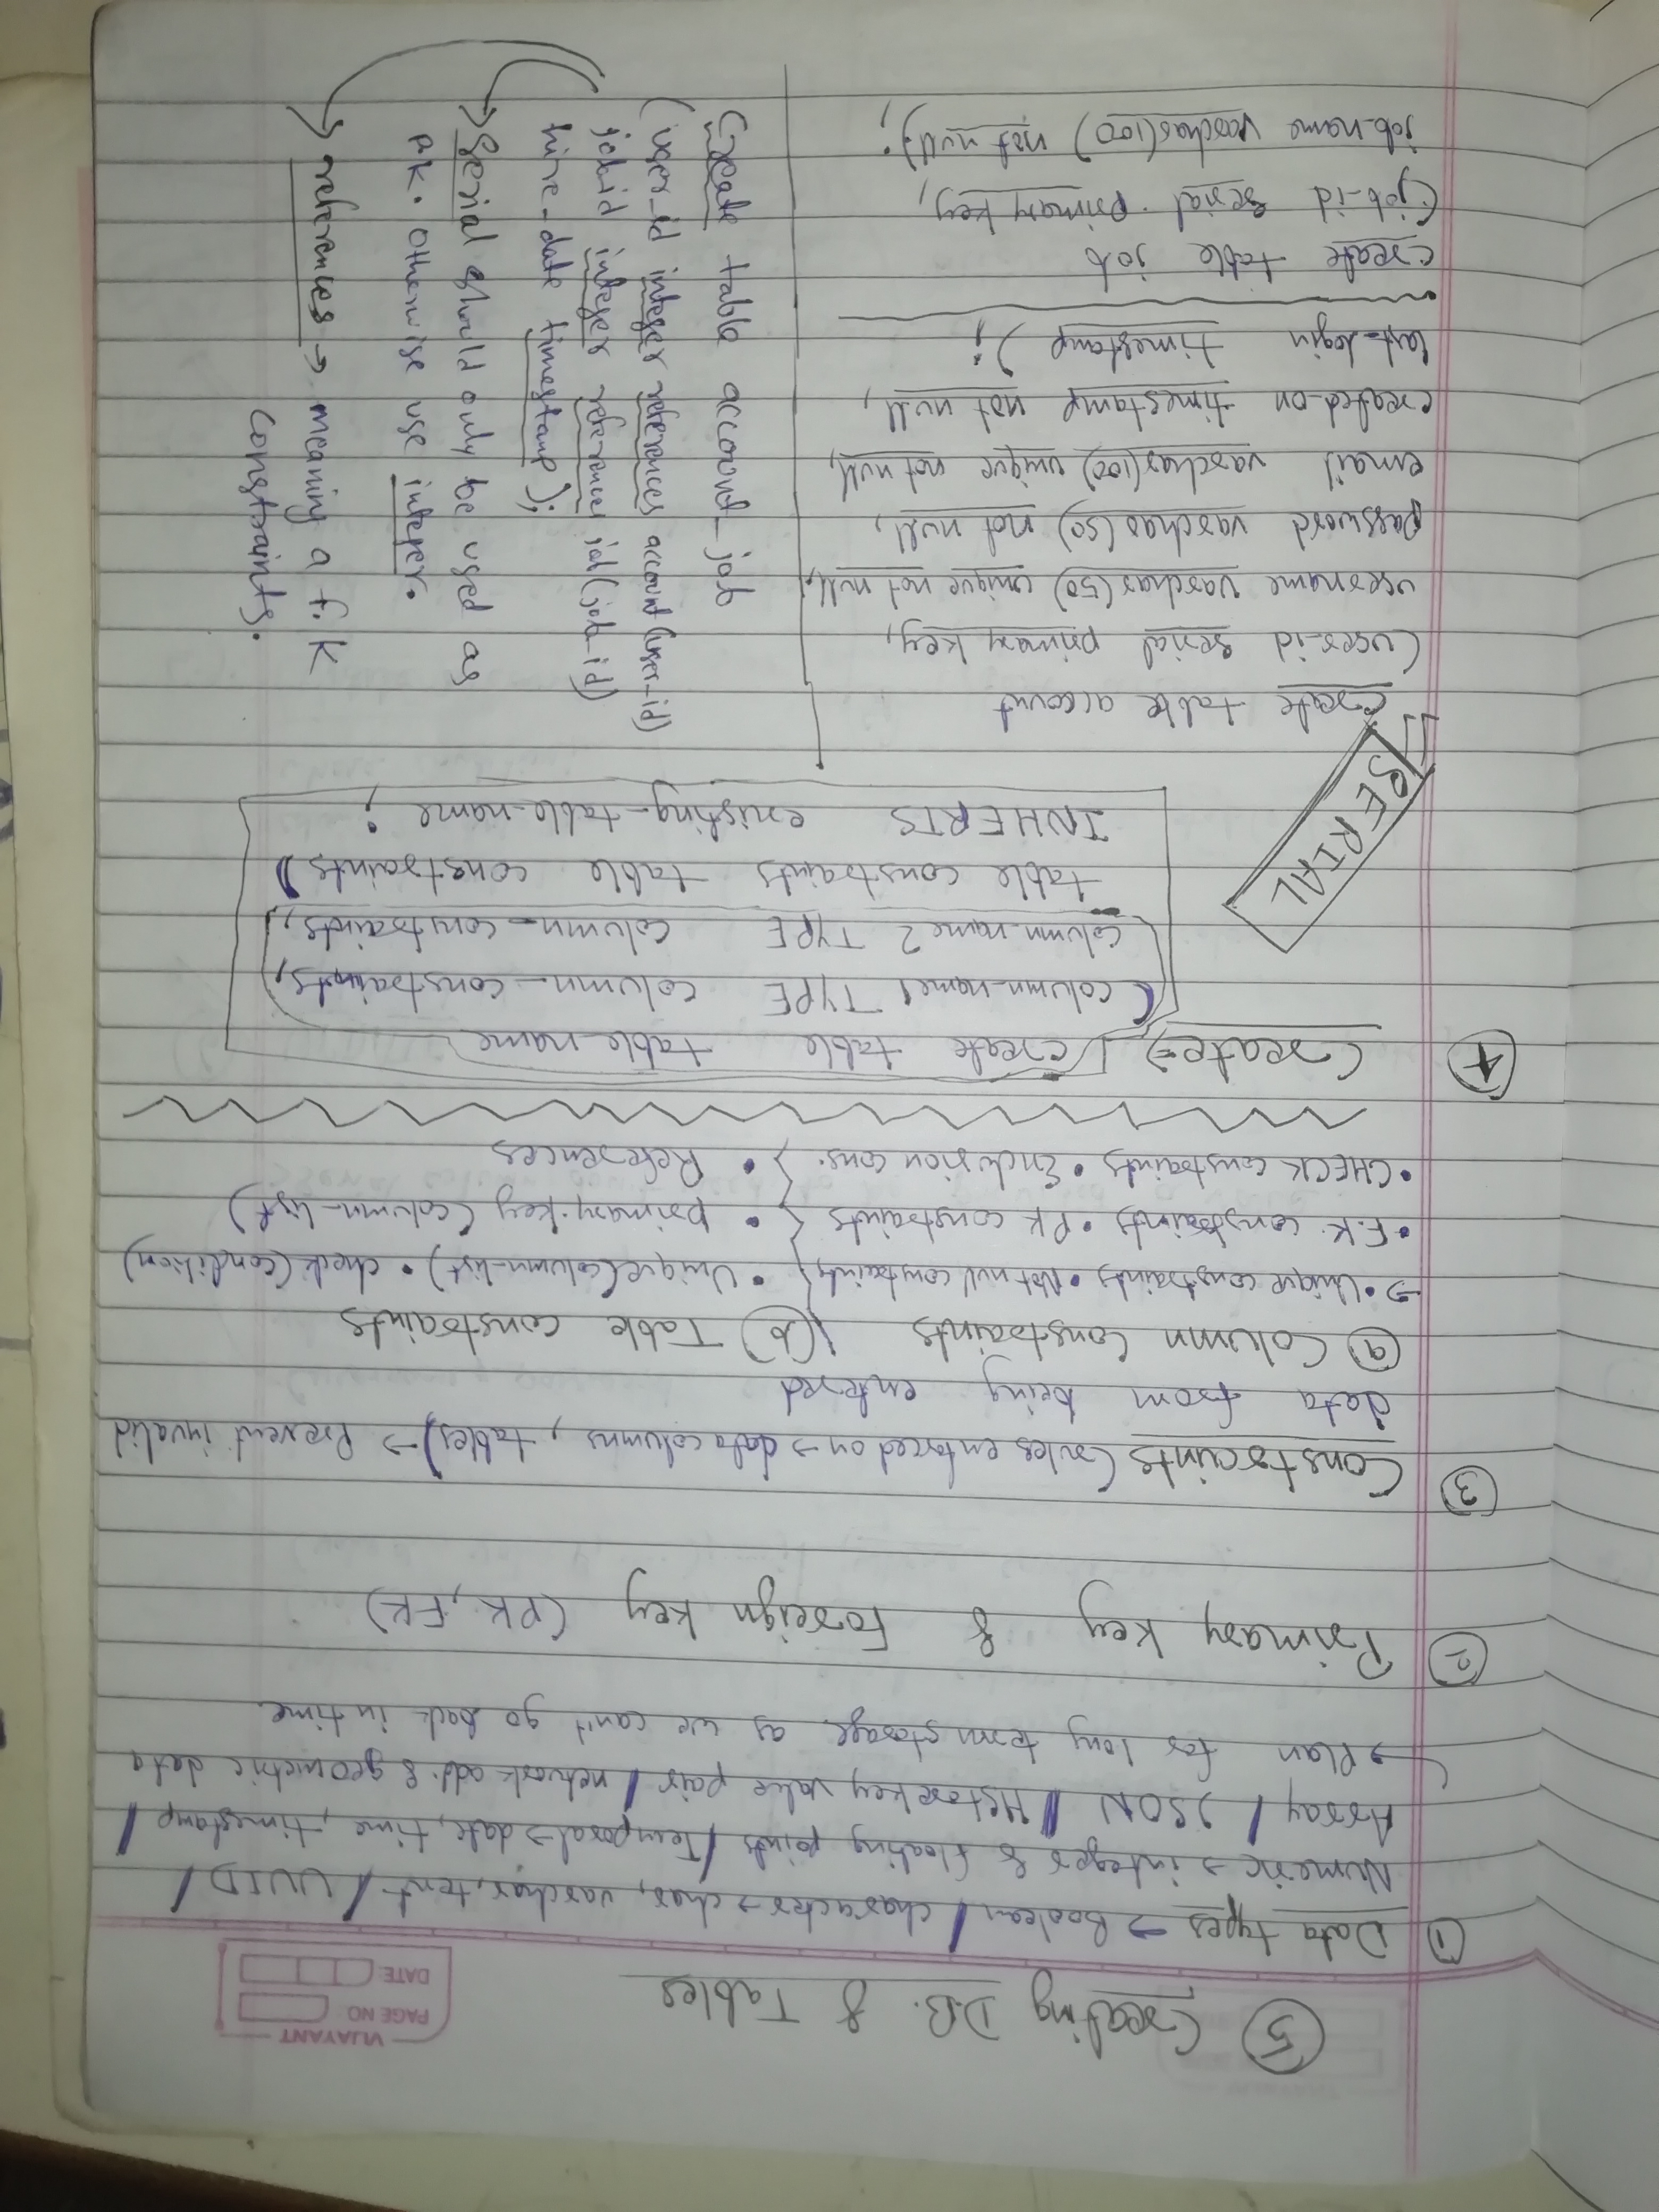 VIJAYANT
PAGE NO.
DATE:
⑤ Creating D.B. & Tables
① Data types → Boolean / character → char, varchar, text / UUID /
Numeric → integer & floating points / Temporal → date, time, timestamp /
Array / JSON / Hstore key value pair / network add. & geometric data
↳ Plan for long term storage as we can't go back in time.
② Primary key & Foreign key (PK, FK)
③ Constraints (rules enforced on → data columns, tables) → Prevent invalid
data from being entered
ⓐ Column Constraints
→ • Unique constraints • Not null constraints
• F.K. constraints • PK constraints
• CHECK constraints • Exclusion cons.
ⓑ Table constraints
• Unique (column_list) • check (condition)
• primary key (column_list)
• References
④ Create ⇒ create table table_name
(column_name1 TYPE column_constraints,
column_name2 TYPE column_constraints,
table constraints table constraints)
INHERTS existing_table_name ;
SERIAL
Create table account
(user_id serial primary key,
username varchar(50) unique not null,
password varchar(50) not null,
email varchar(100) unique not null,
created_on timestamp not null,
last_login timestamp );
create table job
(job_id serial primary key,
job_name varchar(100) not null);
Create table account_job
(user_id integer references account(user_id)
job_id integer references job(job_id)
hire_date timestamp);
→ Serial should only be used as
PK. otherwise use integer.
→ references → meaning a f.k
constraints.